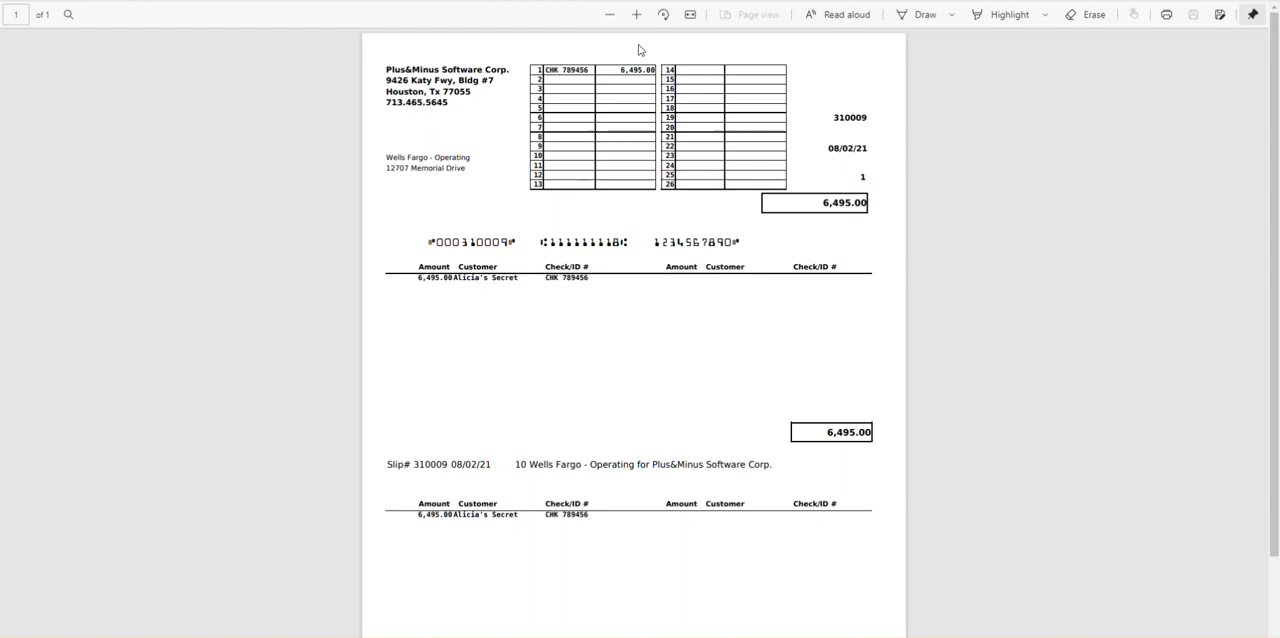 1 of 1 Page view Read aloud Draw Highlight Erase
Plus&Minus Software Corp.
9426 Katy Fwy, Bldg #7
Houston, Tx 77055
713.465.5645
Wells Fargo - Operating
12707 Memorial Drive
1 CHK 789456 6,495.00 14
2 15
3 16
4 17
5 18
6 19
7 20
8 21
9 22
10 23
11 24
12 25
13 26
310009
08/02/21
1
6,495.00
⑈000310009⑈ ⑆111111118⑆ 1234567890⑈
Amount Customer Check/ID # Amount Customer Check/ID #
6,495.00 Alicia's Secret CHK 789456
6,495.00
Slip# 310009 08/02/21 10 Wells Fargo - Operating for Plus&Minus Software Corp.
Amount Customer Check/ID # Amount Customer Check/ID #
6,495.00 Alicia's Secret CHK 789456